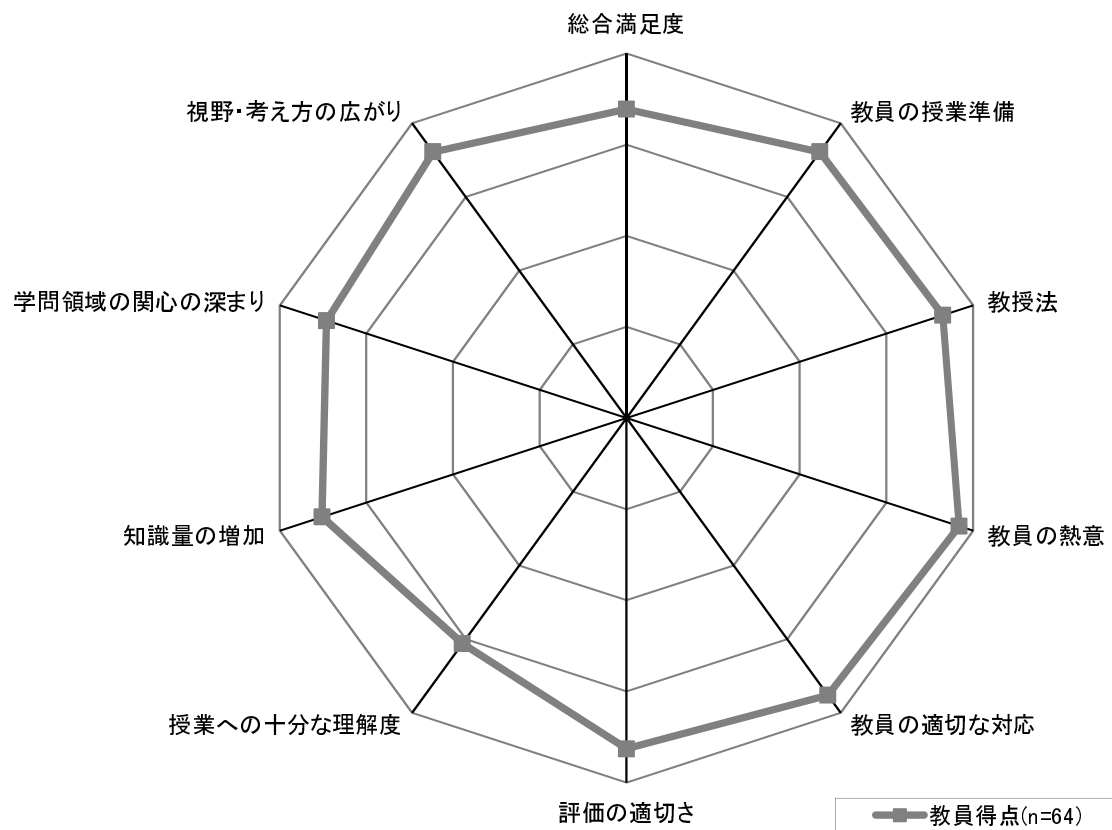 総合満足度
教員の授業準備
教授法
教員の熱意
教員の適切な対応
評価の適切さ
授業への十分な理解度
知識量の増加
学問領域の関心の深まり
視野・考え方の広がり
教員得点(n=64)